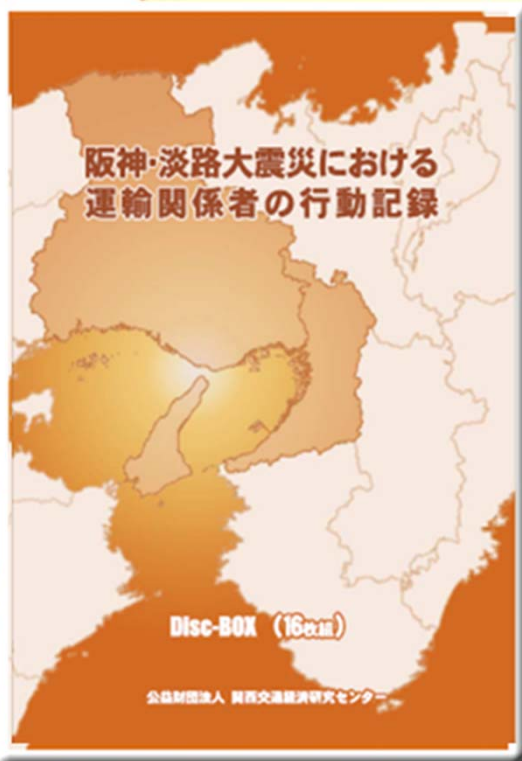 阪神・淡路大震災における
運輸関係者の行動記録
Disc-BOX （16枚組）
公益財団法人 関西交通経済研究センター